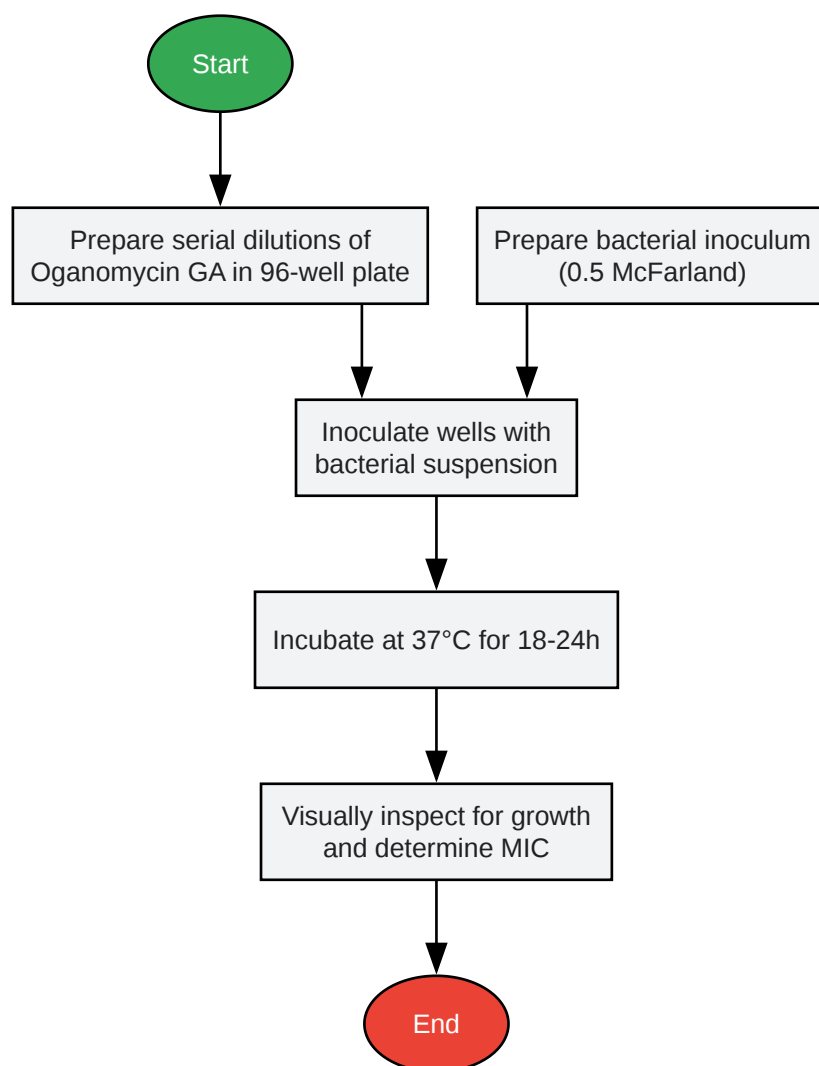 Start
Prepare serial dilutions of
Oganomycin GA in 96-well plate
Prepare bacterial inoculum
(0.5 McFarland)
Inoculate wells with
bacterial suspension
Incubate at 37°C for 18-24h
Visually inspect for growth
and determine MIC
End